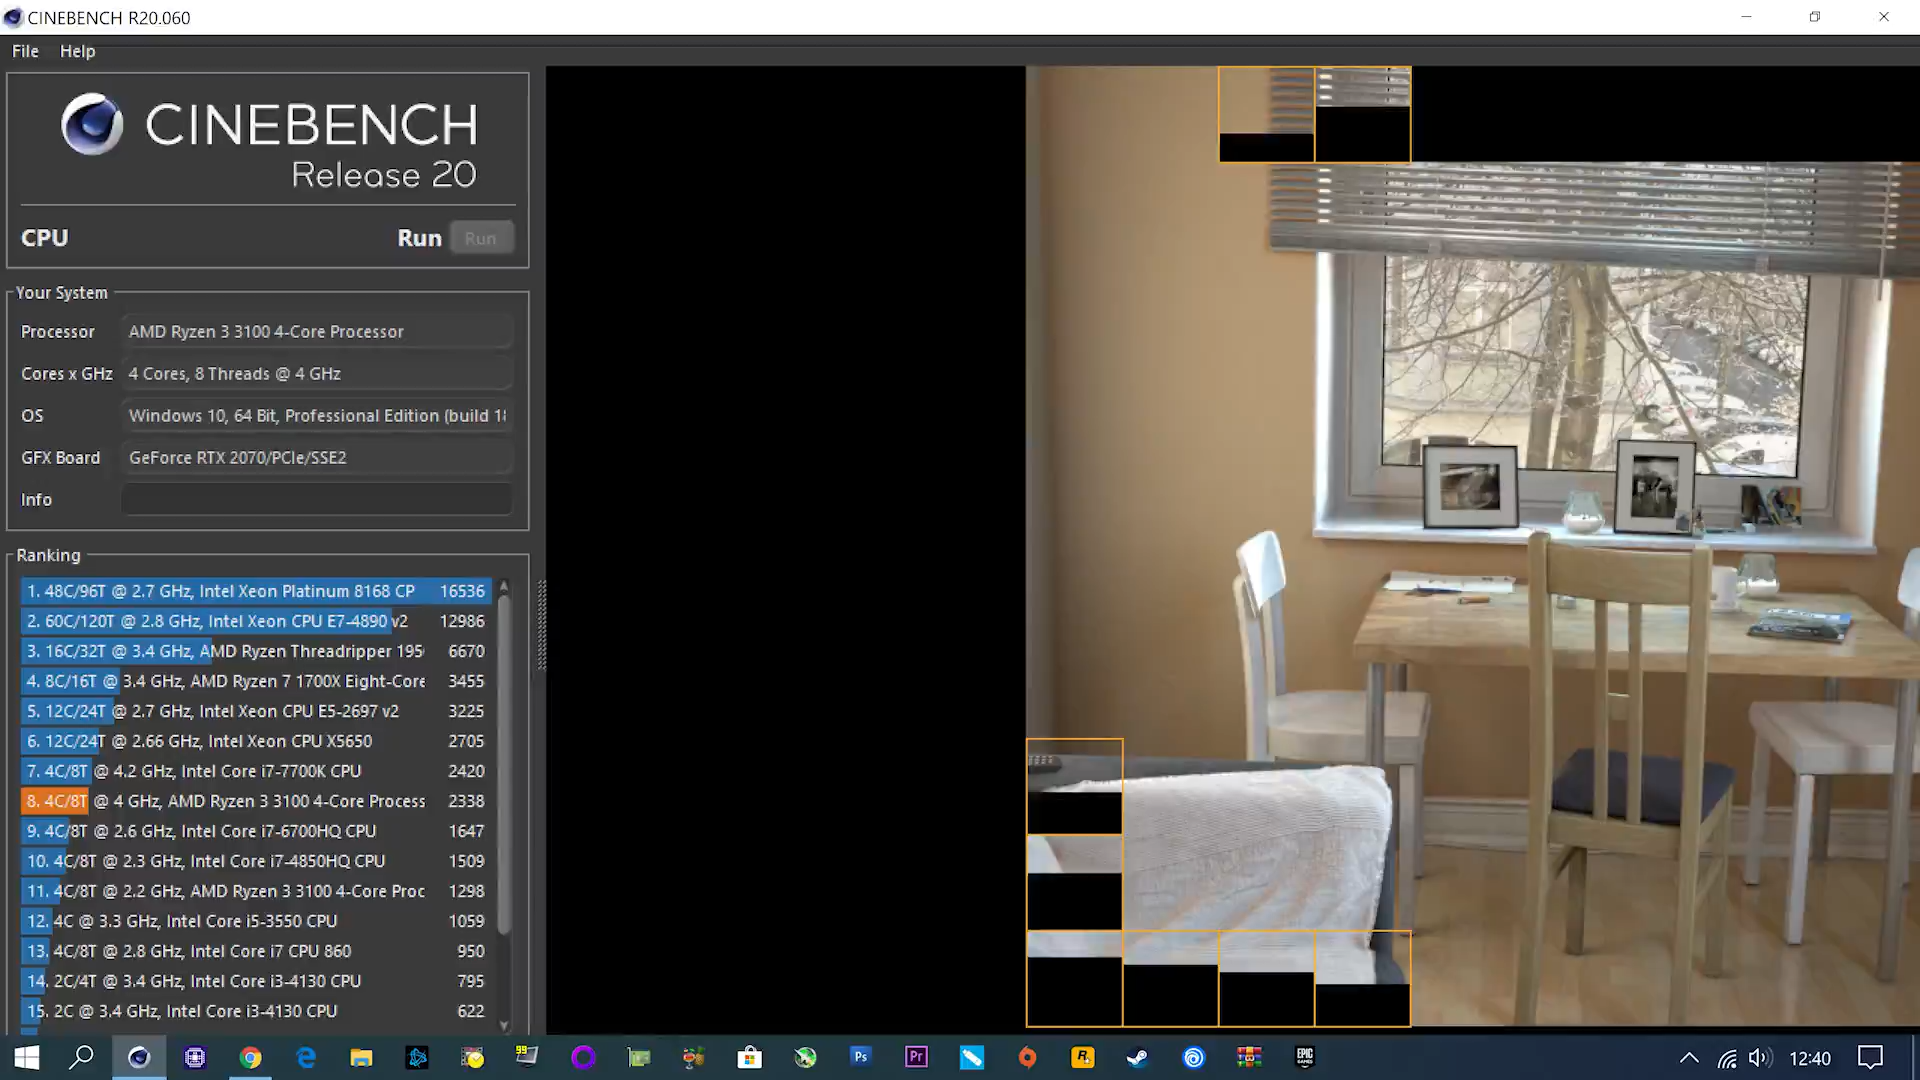 CINEBENCH R20.060
File Help
CINEBENCH
Release 20
CPU Run Run
Your System
Processor AMD Ryzen 3 3100 4-Core Processor
Cores x GHz 4 Cores, 8 Threads @ 4 GHz
OS Windows 10, 64 Bit, Professional Edition (build 18
GFX Board GeForce RTX 2070/PCIe/SSE2
Info
Ranking
1. 48C/96T @ 2.7 GHz, Intel Xeon Platinum 8168 CP 16536
2. 60C/120T @ 2.8 GHz, Intel Xeon CPU E7-4890 v2 12986
3. 16C/32T @ 3.4 GHz, AMD Ryzen Threadripper 195 6670
4. 8C/16T @ 3.4 GHz, AMD Ryzen 7 1700X Eight-Core 3455
5. 12C/24T @ 2.7 GHz, Intel Xeon CPU E5-2697 v2 3225
6. 12C/24T @ 2.66 GHz, Intel Xeon CPU X5650 2705
7. 4C/8T @ 4.2 GHz, Intel Core i7-7700K CPU 2420
8. 4C/8T @ 4 GHz, AMD Ryzen 3 3100 4-Core Process 2338
9. 4C/8T @ 2.6 GHz, Intel Core i7-6700HQ CPU 1647
10. 4C/8T @ 2.3 GHz, Intel Core i7-4850HQ CPU 1509
11. 4C/8T @ 2.2 GHz, AMD Ryzen 3 3100 4-Core Proc 1298
12. 4C @ 3.3 GHz, Intel Core i5-3550 CPU 1059
13. 4C/8T @ 2.8 GHz, Intel Core i7 CPU 860 950
14. 2C/4T @ 3.4 GHz, Intel Core i3-4130 CPU 795
15. 2C @ 3.4 GHz, Intel Core i3-4130 CPU 622
99 Ps Pr R EPIC GAMES 12:40